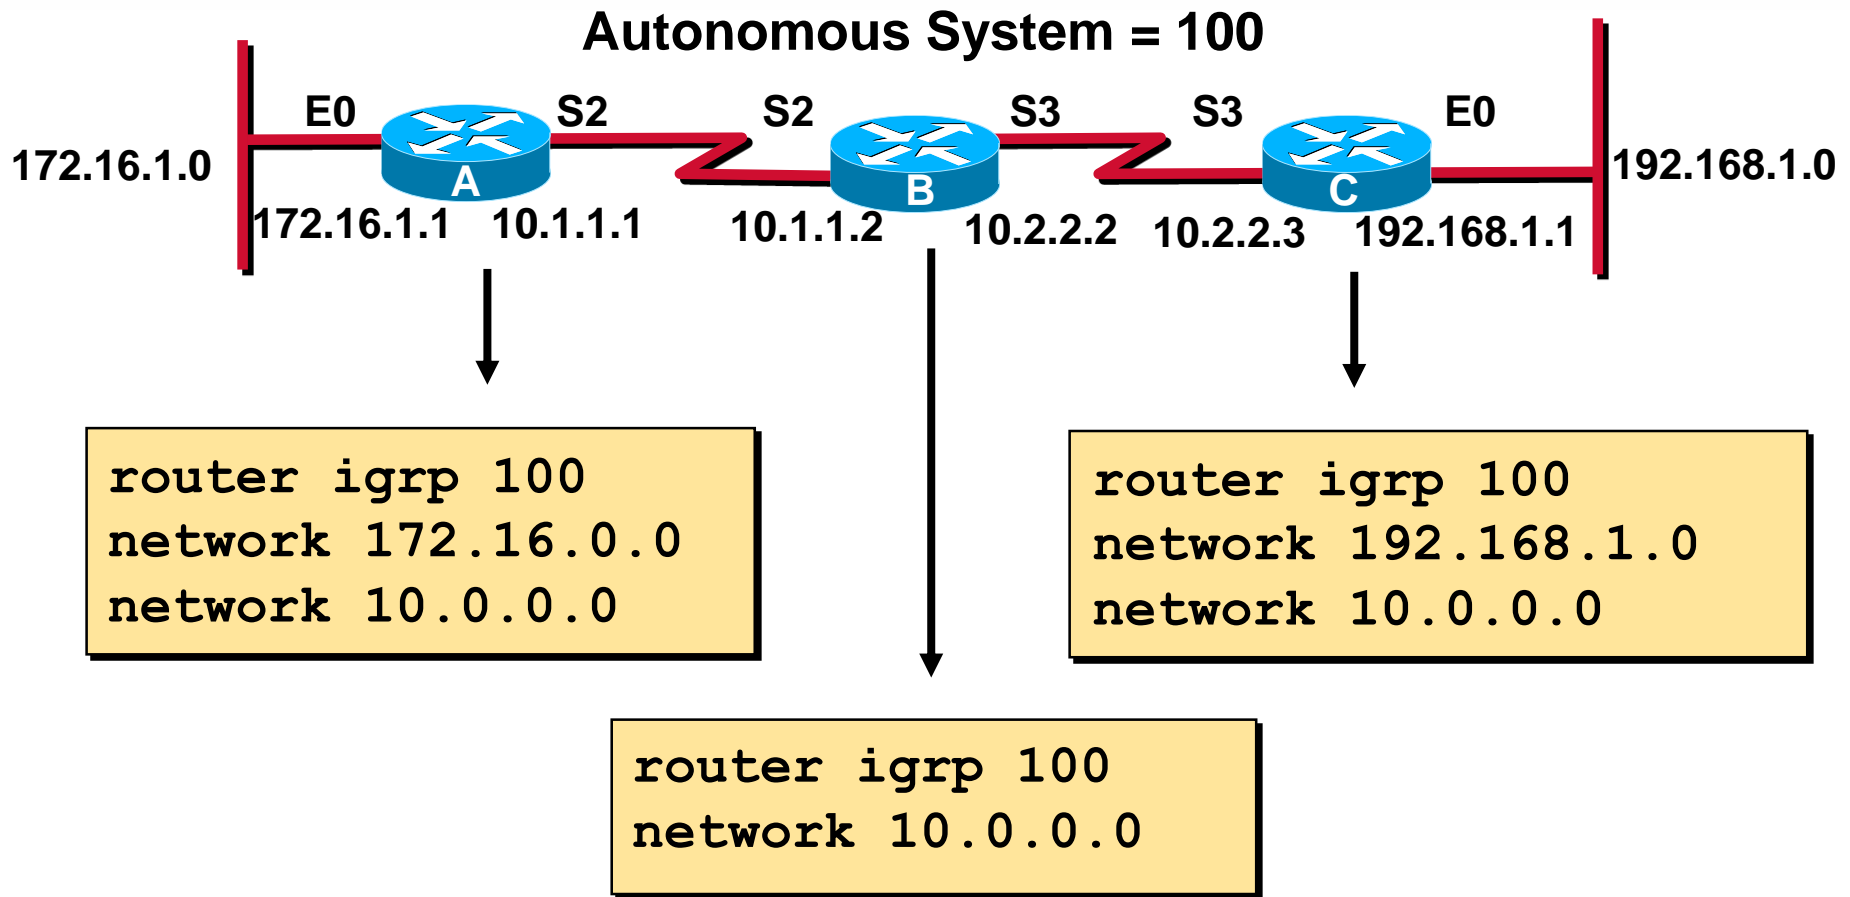 Autonomous System = 100
E0 S2 S2 S3 S3 E0
172.16.1.0 A B C 192.168.1.0
172.16.1.1 10.1.1.1 10.1.1.2 10.2.2.2 10.2.2.3 192.168.1.1
router igrp 100
network 172.16.0.0
network 10.0.0.0
router igrp 100
network 192.168.1.0
network 10.0.0.0
router igrp 100
network 10.0.0.0